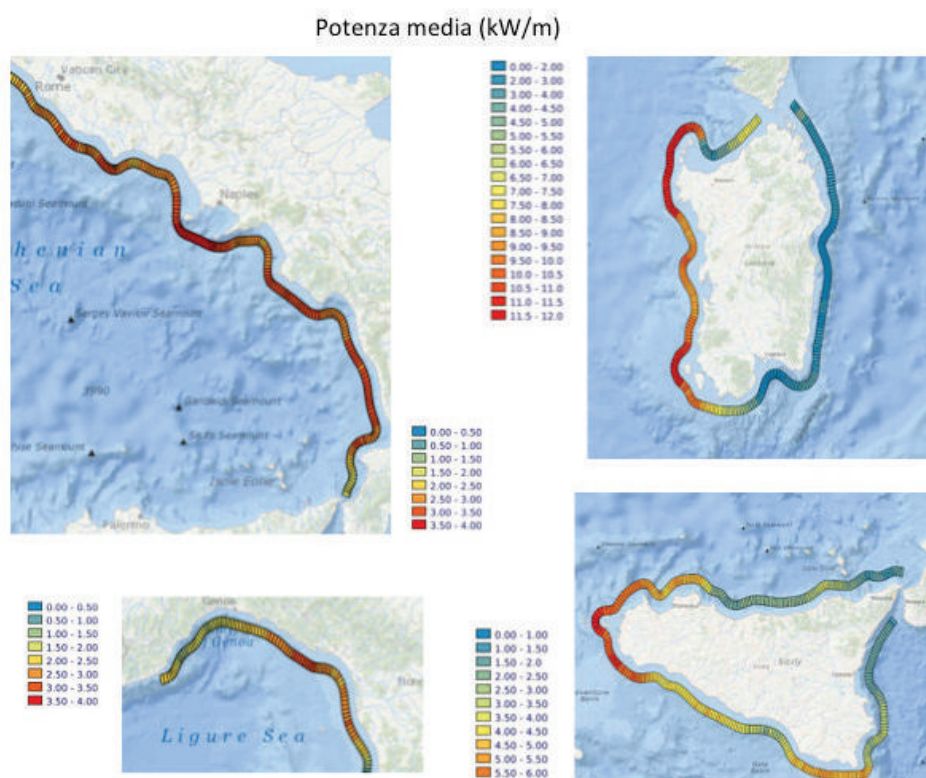 Potenza media (kW/m)
Vatican City
Rome
Naples
Sea
3990
Palermo
0.00 - 0.50
0.50 - 1.00
1.00 - 1.50
1.50 - 2.00
2.00 - 2.50
2.50 - 3.00
3.00 - 3.50
3.50 - 4.00
0.00 - 2.00
2.00 - 3.00
3.00 - 4.00
4.00 - 4.50
4.50 - 5.00
5.00 - 5.50
5.50 - 6.00
6.00 - 6.50
6.50 - 7.00
7.00 - 7.50
7.50 - 8.00
8.00 - 8.50
8.50 - 9.00
9.00 - 9.50
9.50 - 10.0
10.0 - 10.5
10.5 - 11.0
11.0 - 11.5
11.5 - 12.0
0.00 - 0.50
0.50 - 1.00
1.00 - 1.50
1.50 - 2.00
2.00 - 2.50
2.50 - 3.00
3.00 - 3.50
3.50 - 4.00
Genoa
Genoa
Ligure Sea
0.00 - 1.00
1.00 - 1.50
1.50 - 2.0
2.00 - 2.50
2.50 - 3.00
3.00 - 3.50
3.50 - 4.00
4.00 - 4.50
4.50 - 5.00
5.00 - 5.50
5.50 - 6.00
Sicily